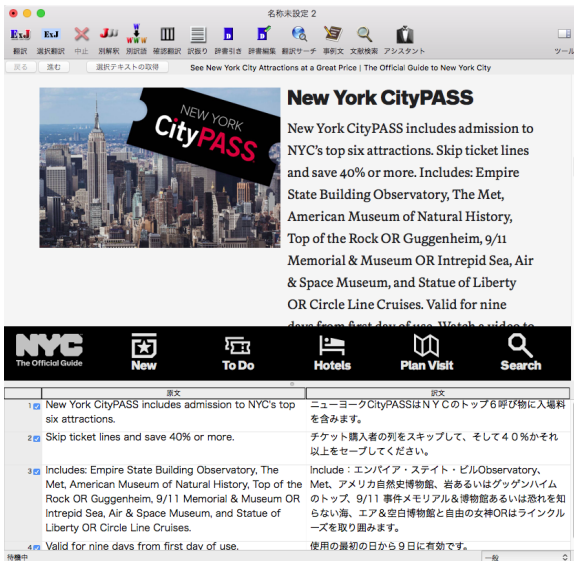 名称未設定 2
ExJ ExJ JJ W WWW D D
翻訳 選択翻訳 中止 別解釈 別訳語 確認翻訳 訳振り 辞書引き 辞書編集 翻訳サーチ 事例文 文献検索 アシスタント ツール
戻る 進む 選択テキストの取得 See New York City Attractions at a Great Price | The Official Guide to New York City
NEW YORK
CityPASS
New York CityPASS
New York CityPASS includes admission to
NYC's top six attractions. Skip ticket lines
and save 40% or more. Includes: Empire
State Building Observatory, The Met,
American Museum of Natural History,
Top of the Rock OR Guggenheim, 9/11
Memorial & Museum OR Intrepid Sea, Air
& Space Museum, and Statue of Liberty
OR Circle Line Cruises. Valid for nine
days from first day of use. Watch a video to
NYC
The Official Guide
New To Do Hotels Plan Visit Search
原文 訳文
1 New York CityPASS includes admission to NYC's top
six attractions.
ニューヨークCityPASSはNYCのトップ6呼び物に入場料
を含みます。
2 Skip ticket lines and save 40% or more.
チケット購入者の列をスキップして、そして40%かそれ
以上をセーブしてください。
3 Includes: Empire State Building Observatory, The
Met, American Museum of Natural History, Top of the
Rock OR Guggenheim, 9/11 Memorial & Museum OR
Intrepid Sea, Air & Space Museum, and Statue of
Liberty OR Circle Line Cruises.
Include:エンパイア・ステイト・ビルObservatory、
Met、アメリカ自然史博物館、岩あるいはグッゲンハイム
のトップ、9/11 事件メモリアル&博物館あるいは恐れを知
らない海、エア&空白博物館と自由の女神ORはラインクル
ーズを取り囲みます。
4 Valid for nine days from first day of use.
使用の最初の日から9日に有効です。
待機中 一般